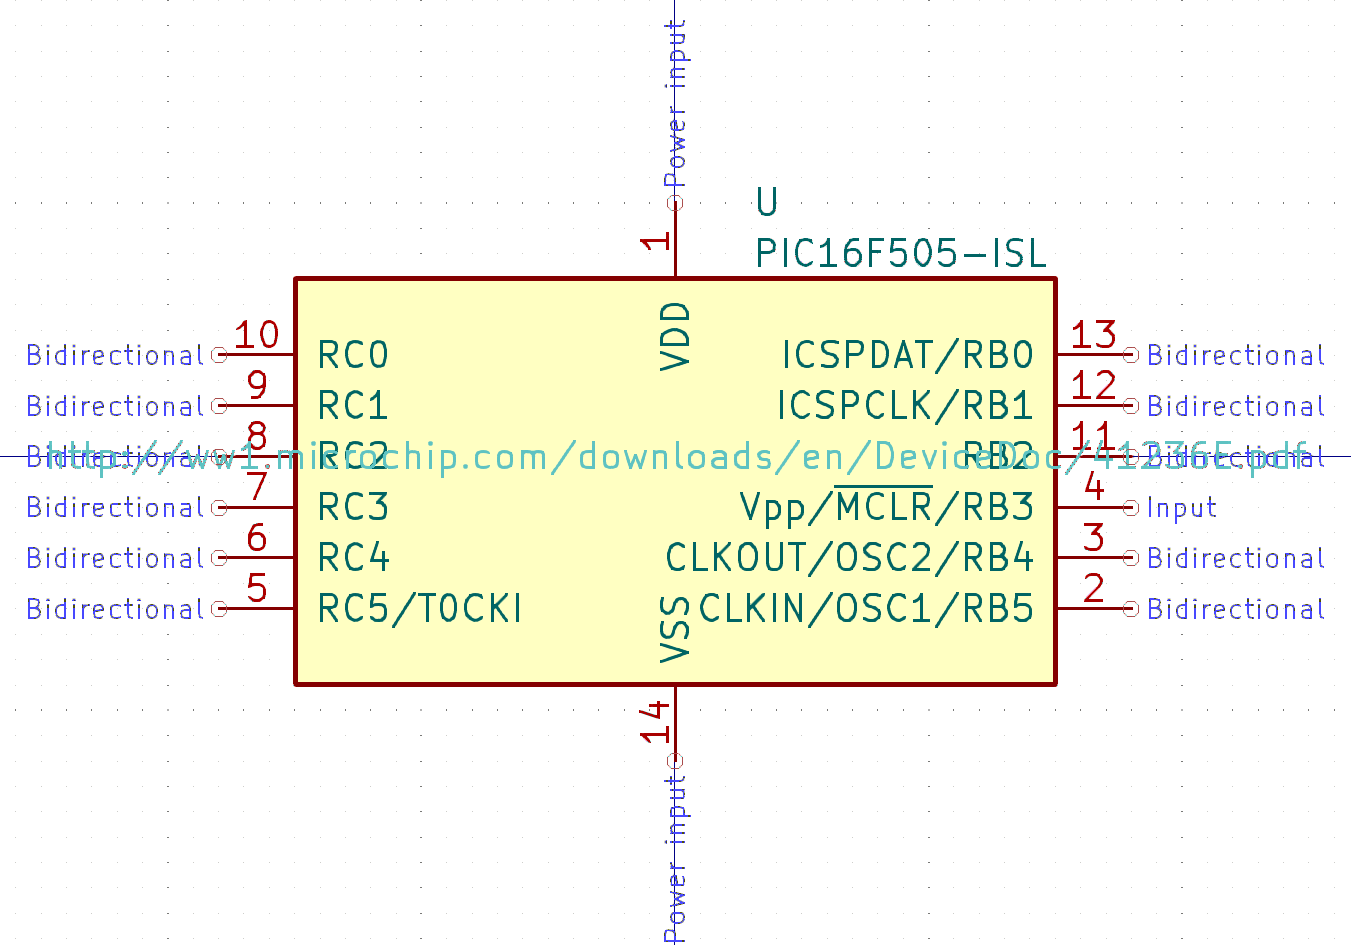 Power input
U
1
PIC16F505-ISL
VDD
Bidirectional 10 RC0 ICSPDAT/RB0 13 Bidirectional
Bidirectional 9 RC1 ICSPCLK/RB1 12 Bidirectional
Bidirectional 8 RC2 RB2 11 Bidirectional
http://ww1.microchip.com/downloads/en/DeviceDoc/41236E.pdf
Bidirectional 7 RC3 Vpp/MCLR/RB3 4 Input
Bidirectional 6 RC4 CLKOUT/OSC2/RB4 3 Bidirectional
Bidirectional 5 RC5/T0CKI CLKIN/OSC1/RB5 2 Bidirectional
VSS
14
Power input